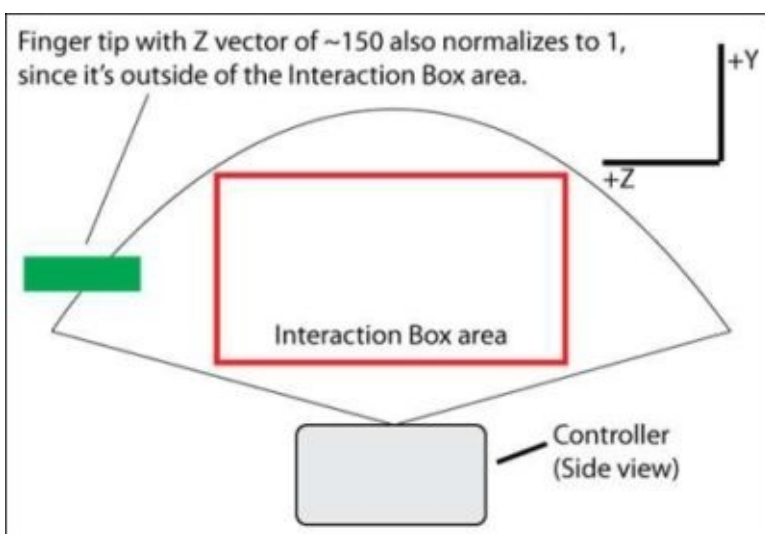 Finger tip with Z vector of ~150 also normalizes to 1,
since it's outside of the Interaction Box area.
+Y
+Z
Interaction Box area
Controller
(Side view)